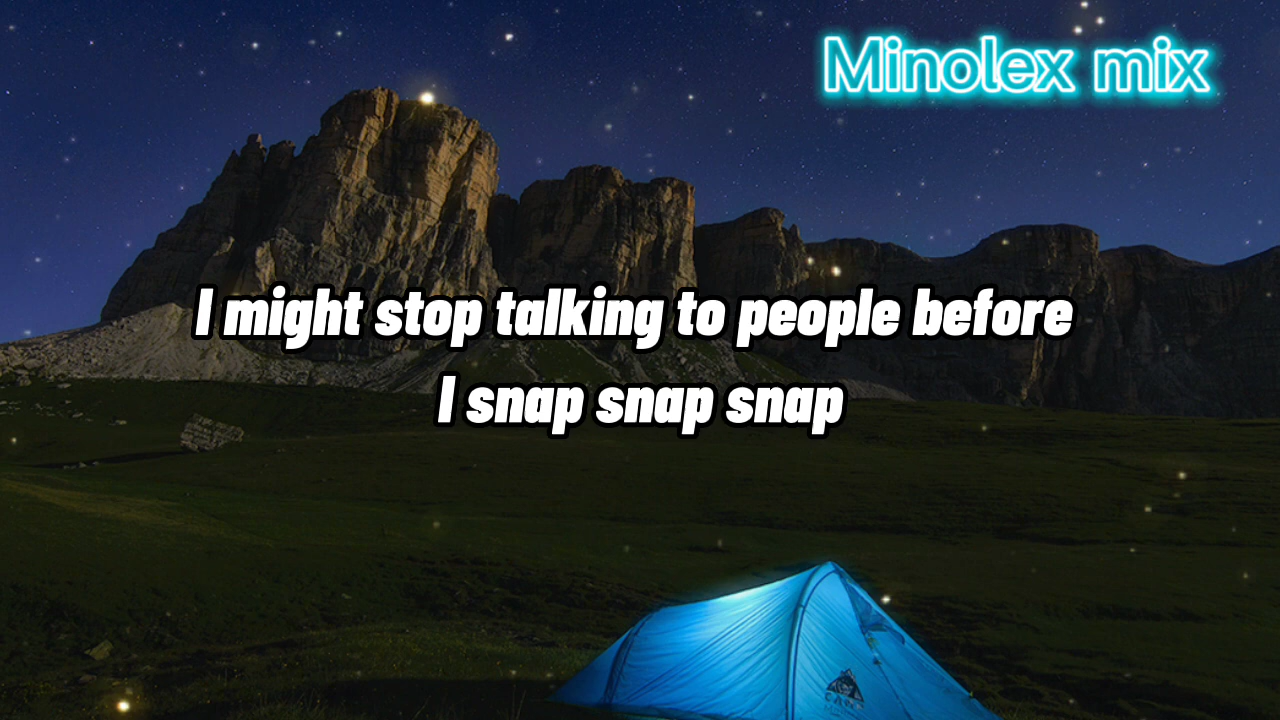 Minolex mix
I might stop talking to people before
I snap snap snap